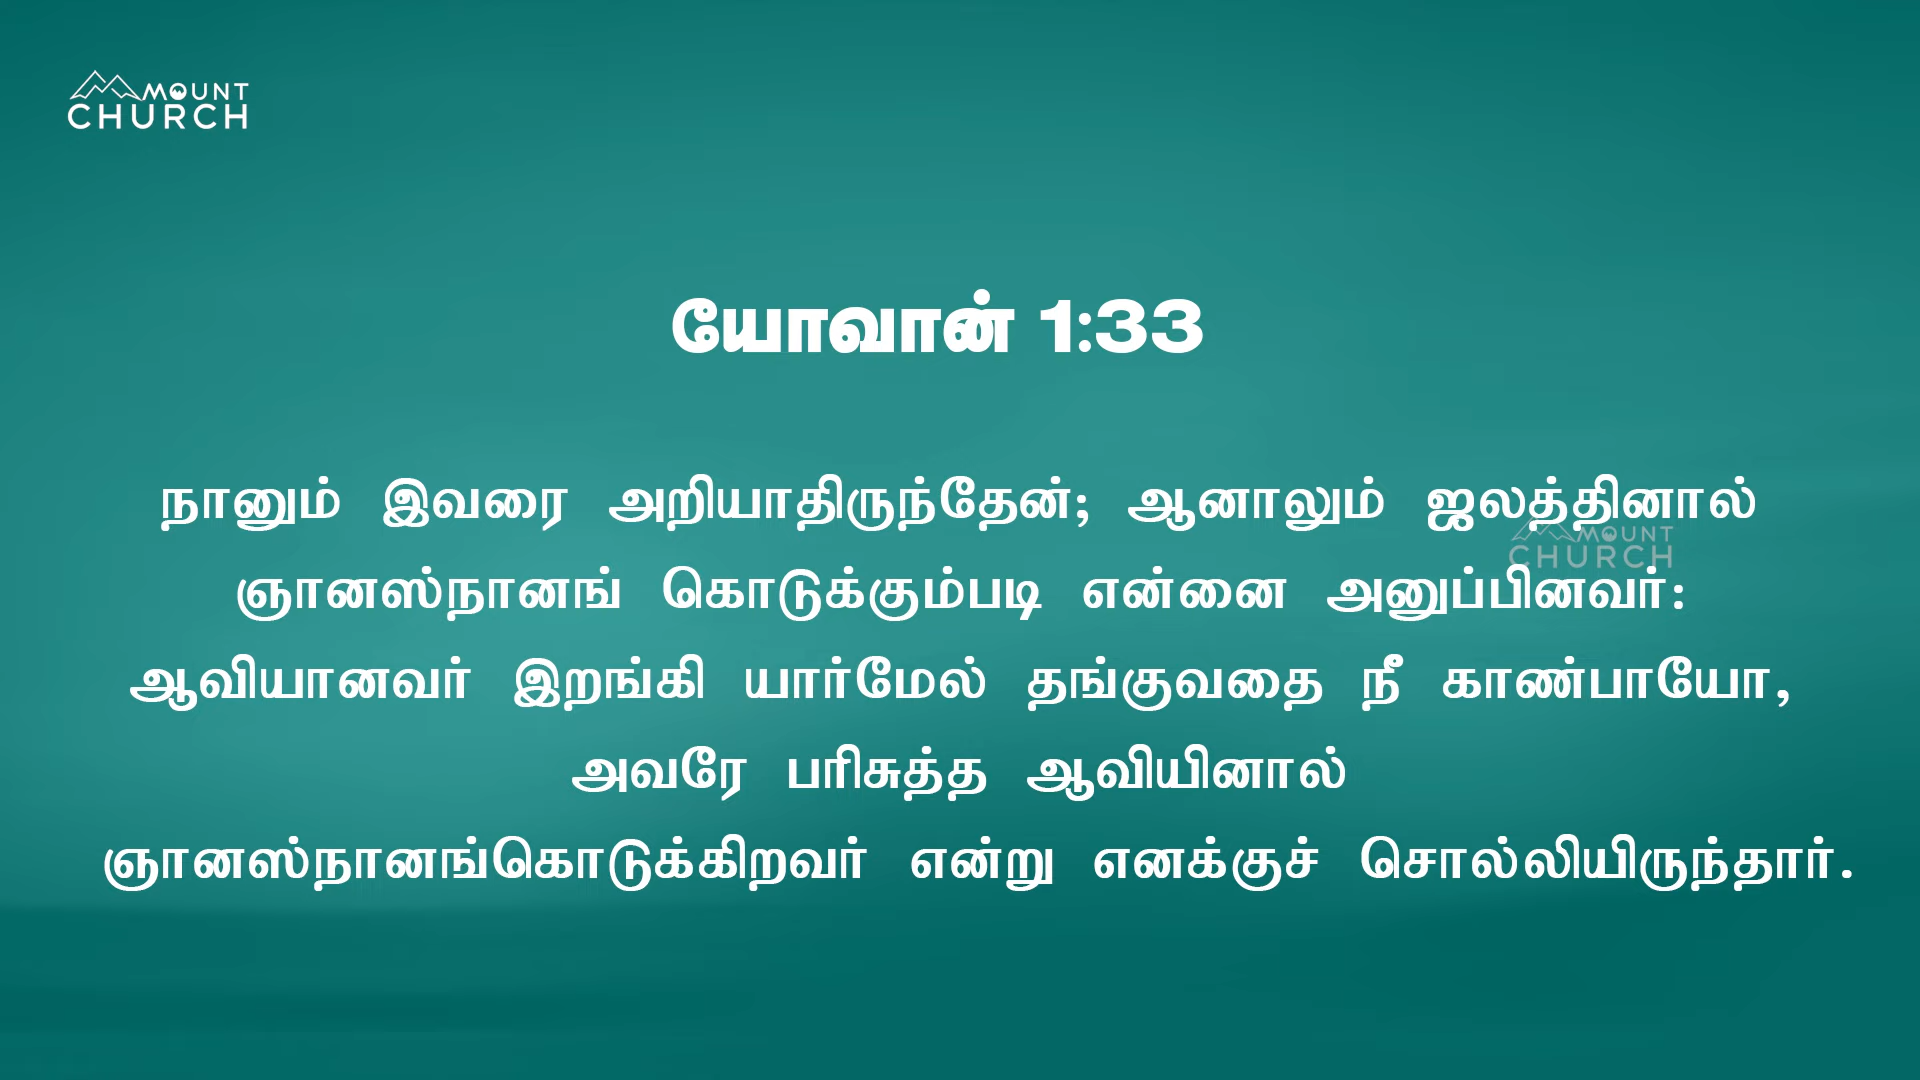 MOUNT
CHURCH
யோவான் 1:33
நானும் இவரை அறியாதிருந்தேன்; ஆனாலும் ஜலத்தினால்
MOUNT
CHURCH
ஞானஸ்நானங் கொடுக்கும்படி என்னை அனுப்பினவர்:
ஆவியானவர் இறங்கி யார்மேல் தங்குவதை நீ காண்பாயோ,
அவரே பரிசுத்த ஆவியினால்
ஞானஸ்நானங்கொடுக்கிறவர் என்று எனக்குச் சொல்லியிருந்தார்.